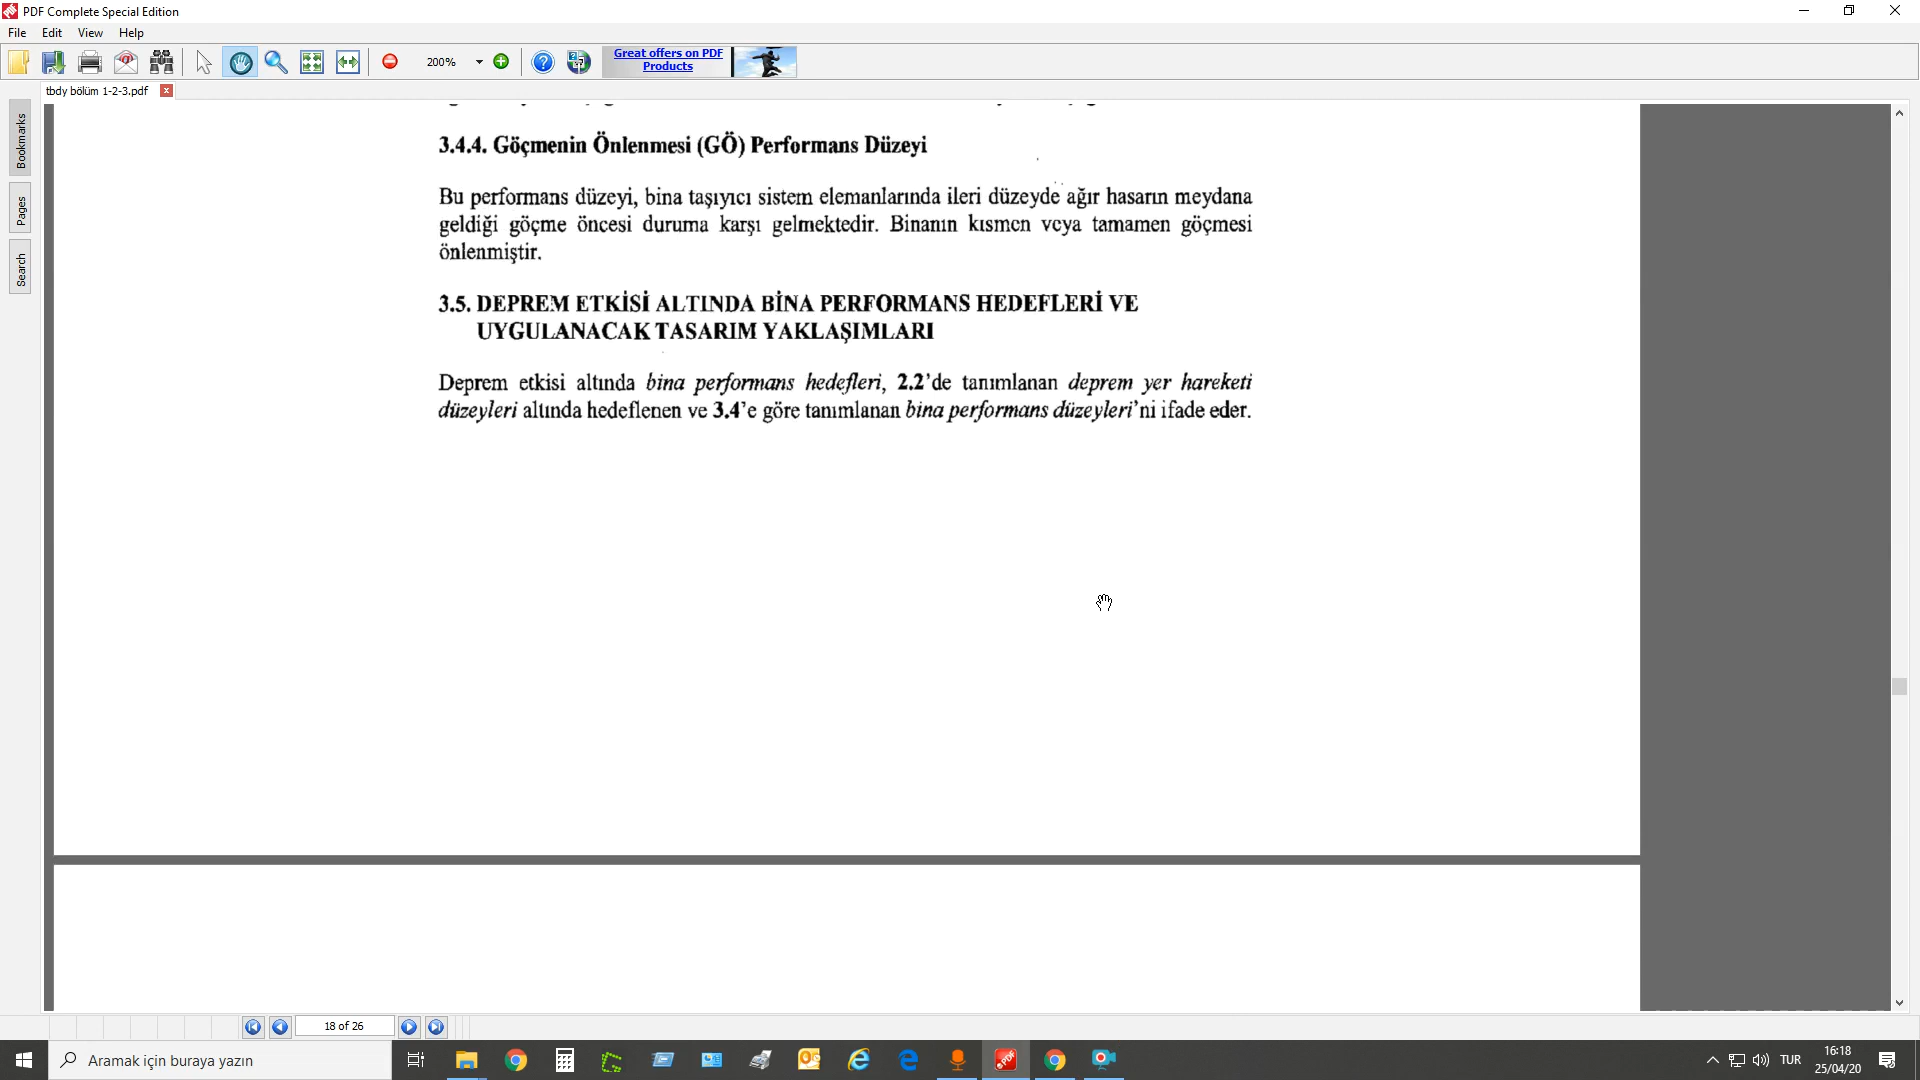 PDF Complete Special Edition
File Edit View Help
200%
Great offers on PDF
Products
tbdy bölüm 1-2-3.pdf
Bookmarks
Pages
Search
3.4.4. Göçmenin Önlenmesi (GÖ) Performans Düzeyi
Bu performans düzeyi, bina taşıyıcı sistem elemanlarında ileri düzeyde ağır hasarın meydana
geldiği göçme öncesi duruma karşı gelmektedir. Binanın kısmen veya tamamen göçmesi
önlenmiştir.
3.5. DEPREM ETKİSİ ALTINDA BİNA PERFORMANS HEDEFLERİ VE
UYGULANACAK TASARIM YAKLAŞIMLARI
Deprem etkisi altında bina performans hedefleri, 2.2’de tanımlanan deprem yer hareketi
düzeyleri altında hedeflenen ve 3.4’e göre tanımlanan bina performans düzeyleri’ni ifade eder.
18 of 26
Aramak için buraya yazın
TUR
16:18
25/04/20